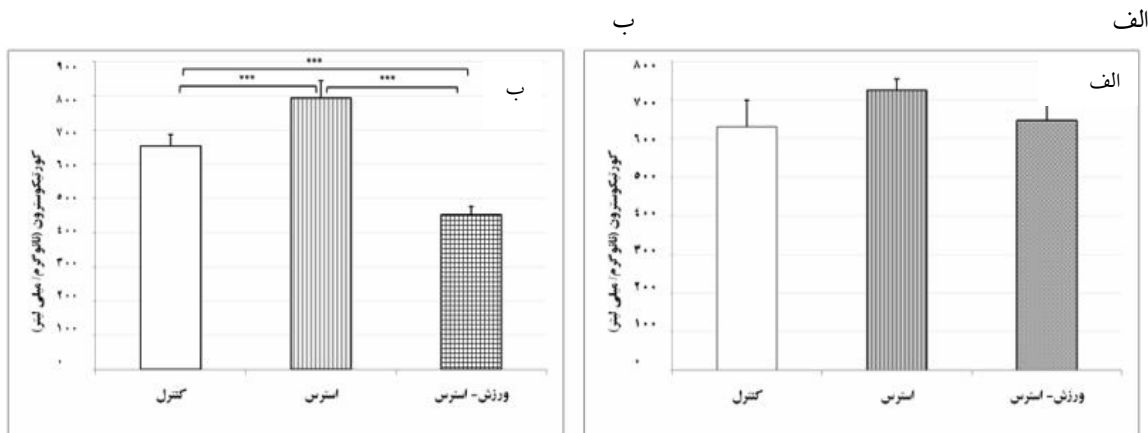 الف
ب
الف
۸۰۰
۷۰۰
۶۰۰
۵۰۰
۴۰۰
۳۰۰
۲۰۰
۱۰۰
۰
کورتیکوسترون (نانوگرم/ میلی لیتر)
کنترل
استرس
ورزش- استرس
ب
۹۰۰
۸۰۰
۷۰۰
۶۰۰
۵۰۰
۴۰۰
۳۰۰
۲۰۰
۱۰۰
۰
کورتیکوسترون (نانوگرم/ میلی لیتر)
***
***
***
کنترل
استرس
ورزش- استرس